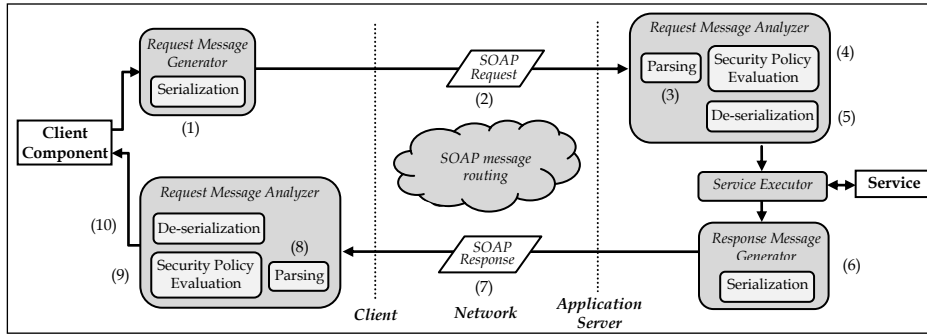 Request Message
Generator
Serialization
(1)
SOAP
Request
(2)
Request Message Analyzer
Parsing
(3)
Security Policy
Evaluation
(4)
De-serialization
(5)
Client
Component
SOAP message
routing
Service Executor
Service
Request Message Analyzer
(10)
De-serialization
(8)
(9)
Security Policy
Evaluation
Parsing
SOAP
Response
(7)
Response Message
Generator
(6)
Serialization
Client
Network
Application
Server